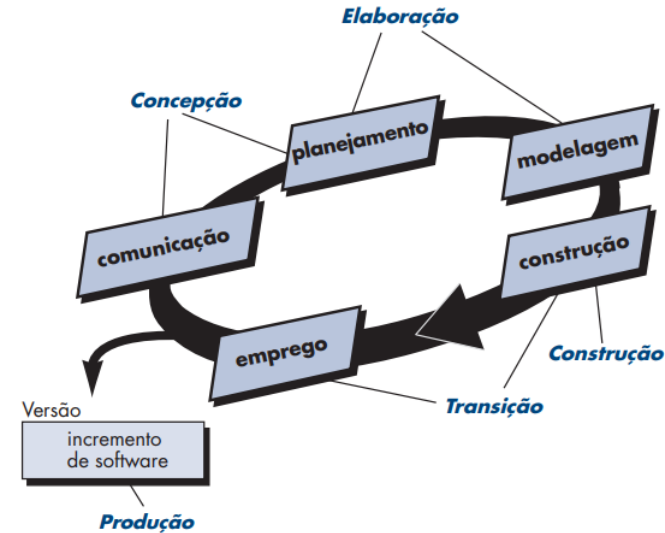 Elaboração
Concepção
planejamento
modelagem
comunicação
construção
emprego
Construção
Transição
Versão
incremento
de software
Produção